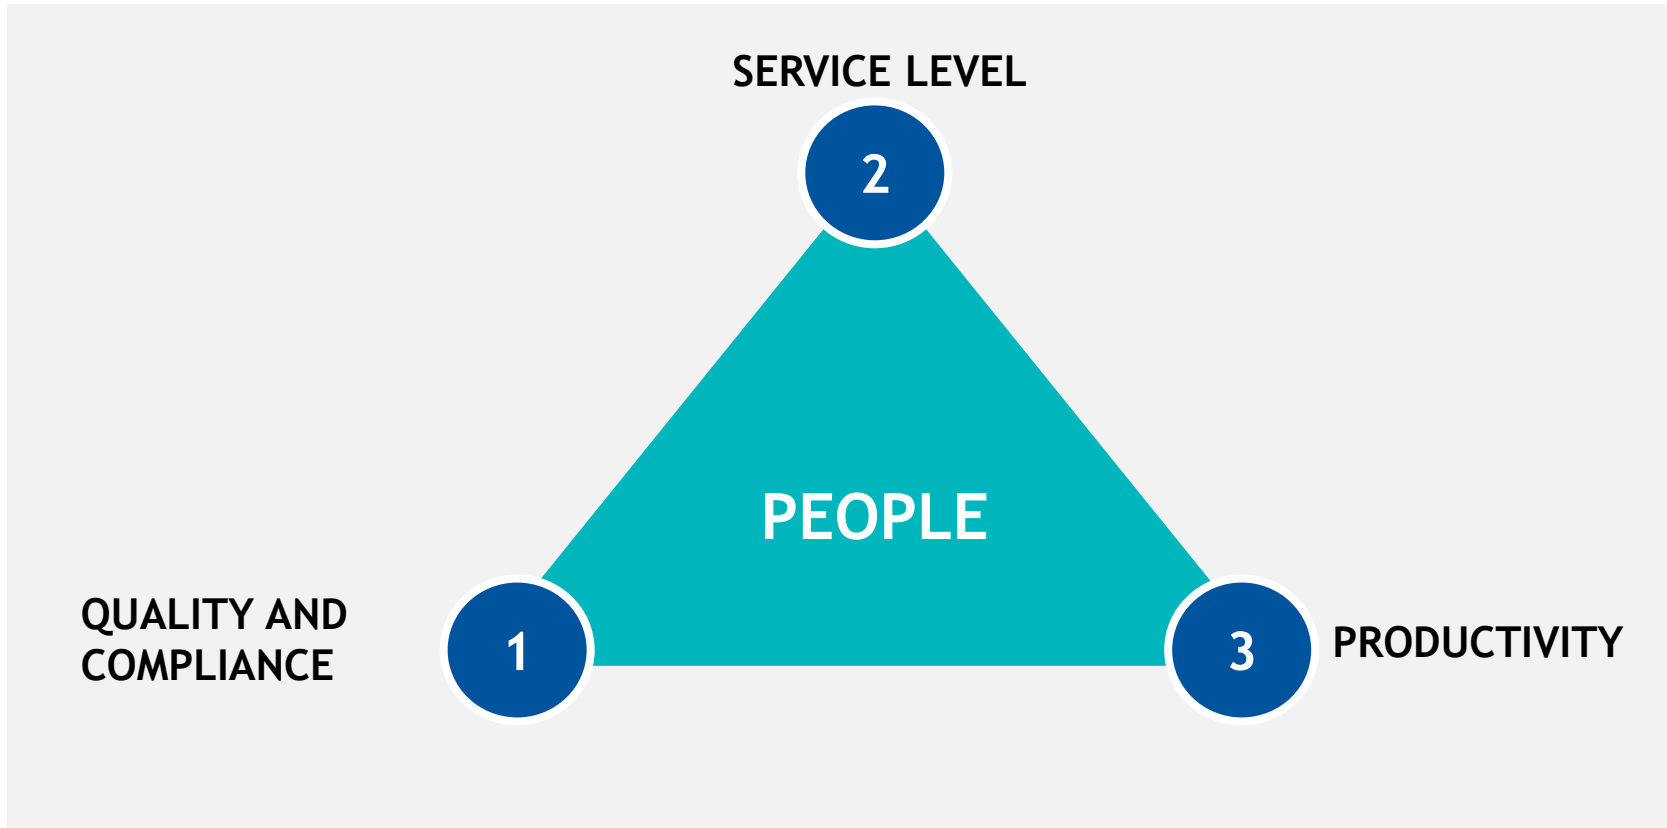 SERVICE LEVEL
2
PEOPLE
QUALITY AND
COMPLIANCE
1
3
PRODUCTIVITY